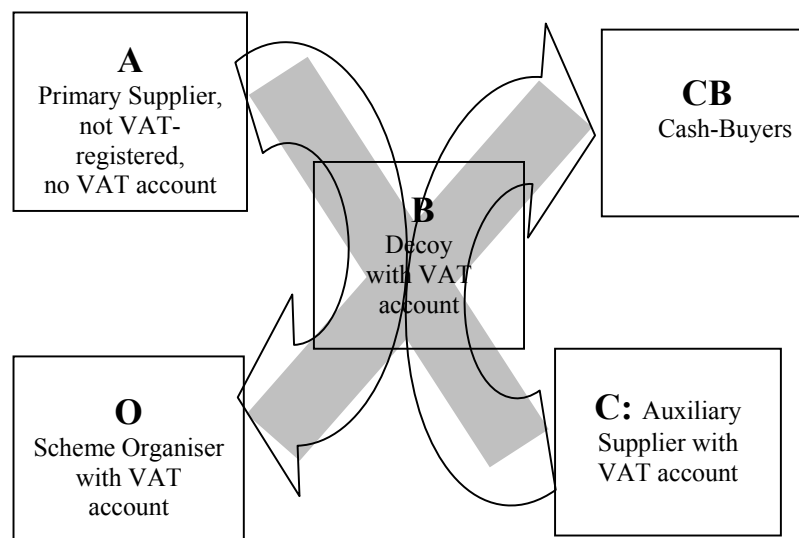 A
Primary Supplier,
not VAT-
registered,
no VAT account
CB
Cash-Buyers
B
Decoy
with VAT
account
O
Scheme Organiser
with VAT
account
C: Auxiliary
Supplier with
VAT account